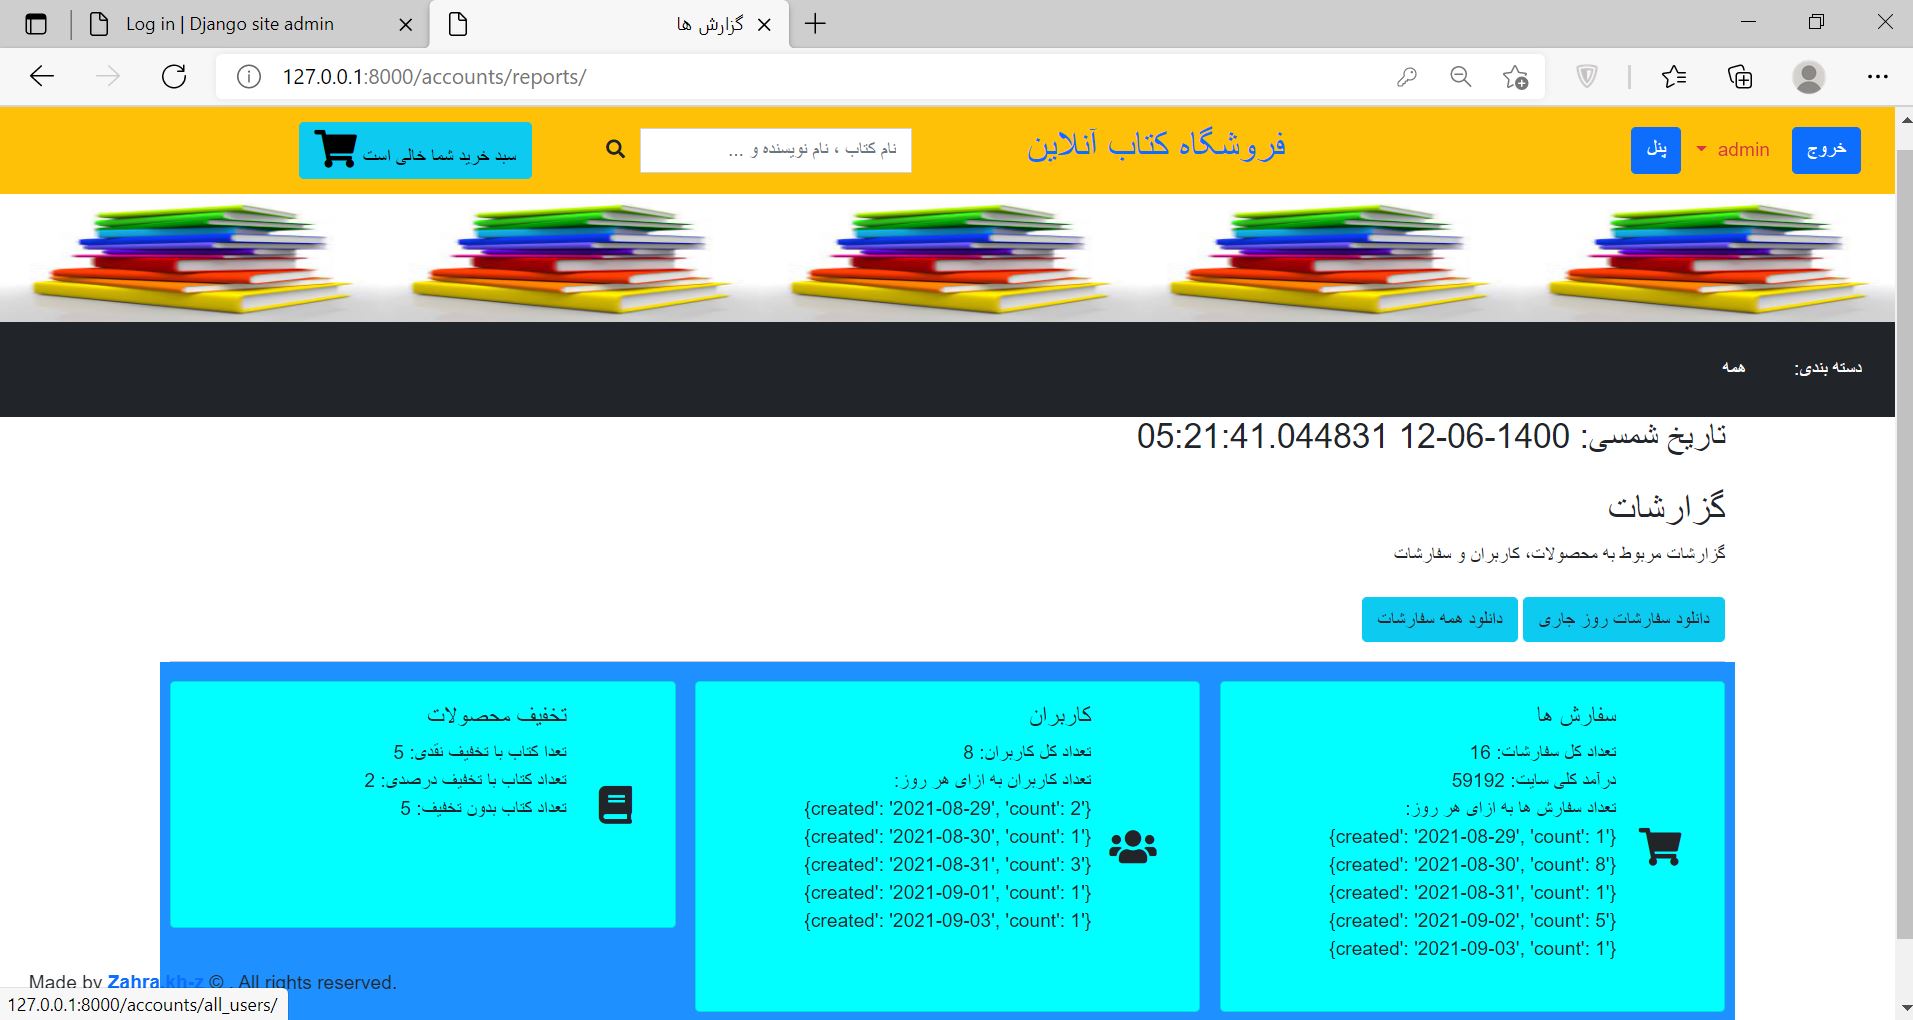 Log in | Django site admin
گزارش ها
127.0.0.1:8000/accounts/reports/
خروج
admin
پنل
فروشگاه کتاب آنلاین
نام کتاب ، نام نویسنده و ...
سبد خرید شما خالی است
دسته بندی: همه
تاریخ شمسی: 1400-06-12 05:21:41.044831
گزارشات
گزارشات مربوط به محصولات، کاربران و سفارشات
دانلود سفارشات روز جاری
دانلود همه سفارشات
سفارش ها
تعداد کل سفارشات: 16
درآمد کلی سایت: 59192
تعداد سفارش ها به ازای هر روز:
{created': '2021-08-29', 'count': 1'}
{created': '2021-08-30', 'count': 8'}
{created': '2021-08-31', 'count': 1'}
{created': '2021-09-02', 'count': 5'}
{created': '2021-09-03', 'count': 1'}
کاربران
تعداد کل کاربران: 8
تعداد کاربران به ازای هر روز:
{created': '2021-08-29', 'count': 2'}
{created': '2021-08-30', 'count': 1'}
{created': '2021-08-31', 'count': 3'}
{created': '2021-09-01', 'count': 1'}
{created': '2021-09-03', 'count': 1'}
تخفیف محصولات
تعدا کتاب با تخفیف نقدی: 5
تعداد کتاب با تخفیف درصدی: 2
تعداد کتاب بدون تخفیف: 5
Made by Zahra.kh-z © . All rights reserved.
127.0.0.1:8000/accounts/all_users/